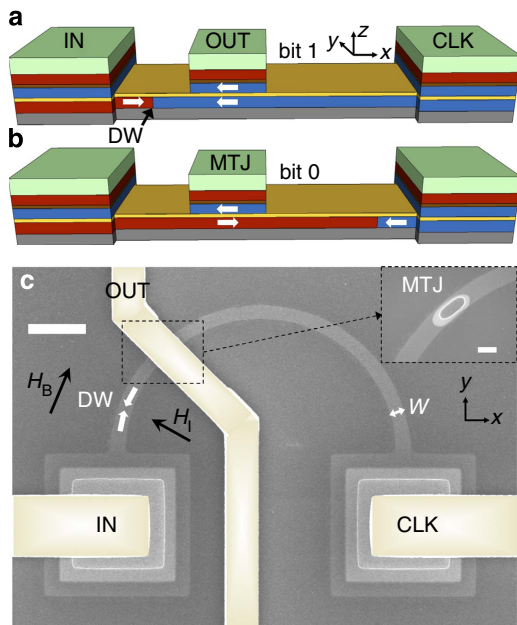 a
IN
OUT
bit 1
y
z
x
CLK
DW
b
MTJ
bit 0
c
OUT
MTJ
H_B
DW
H_I
W
y
x
IN
CLK